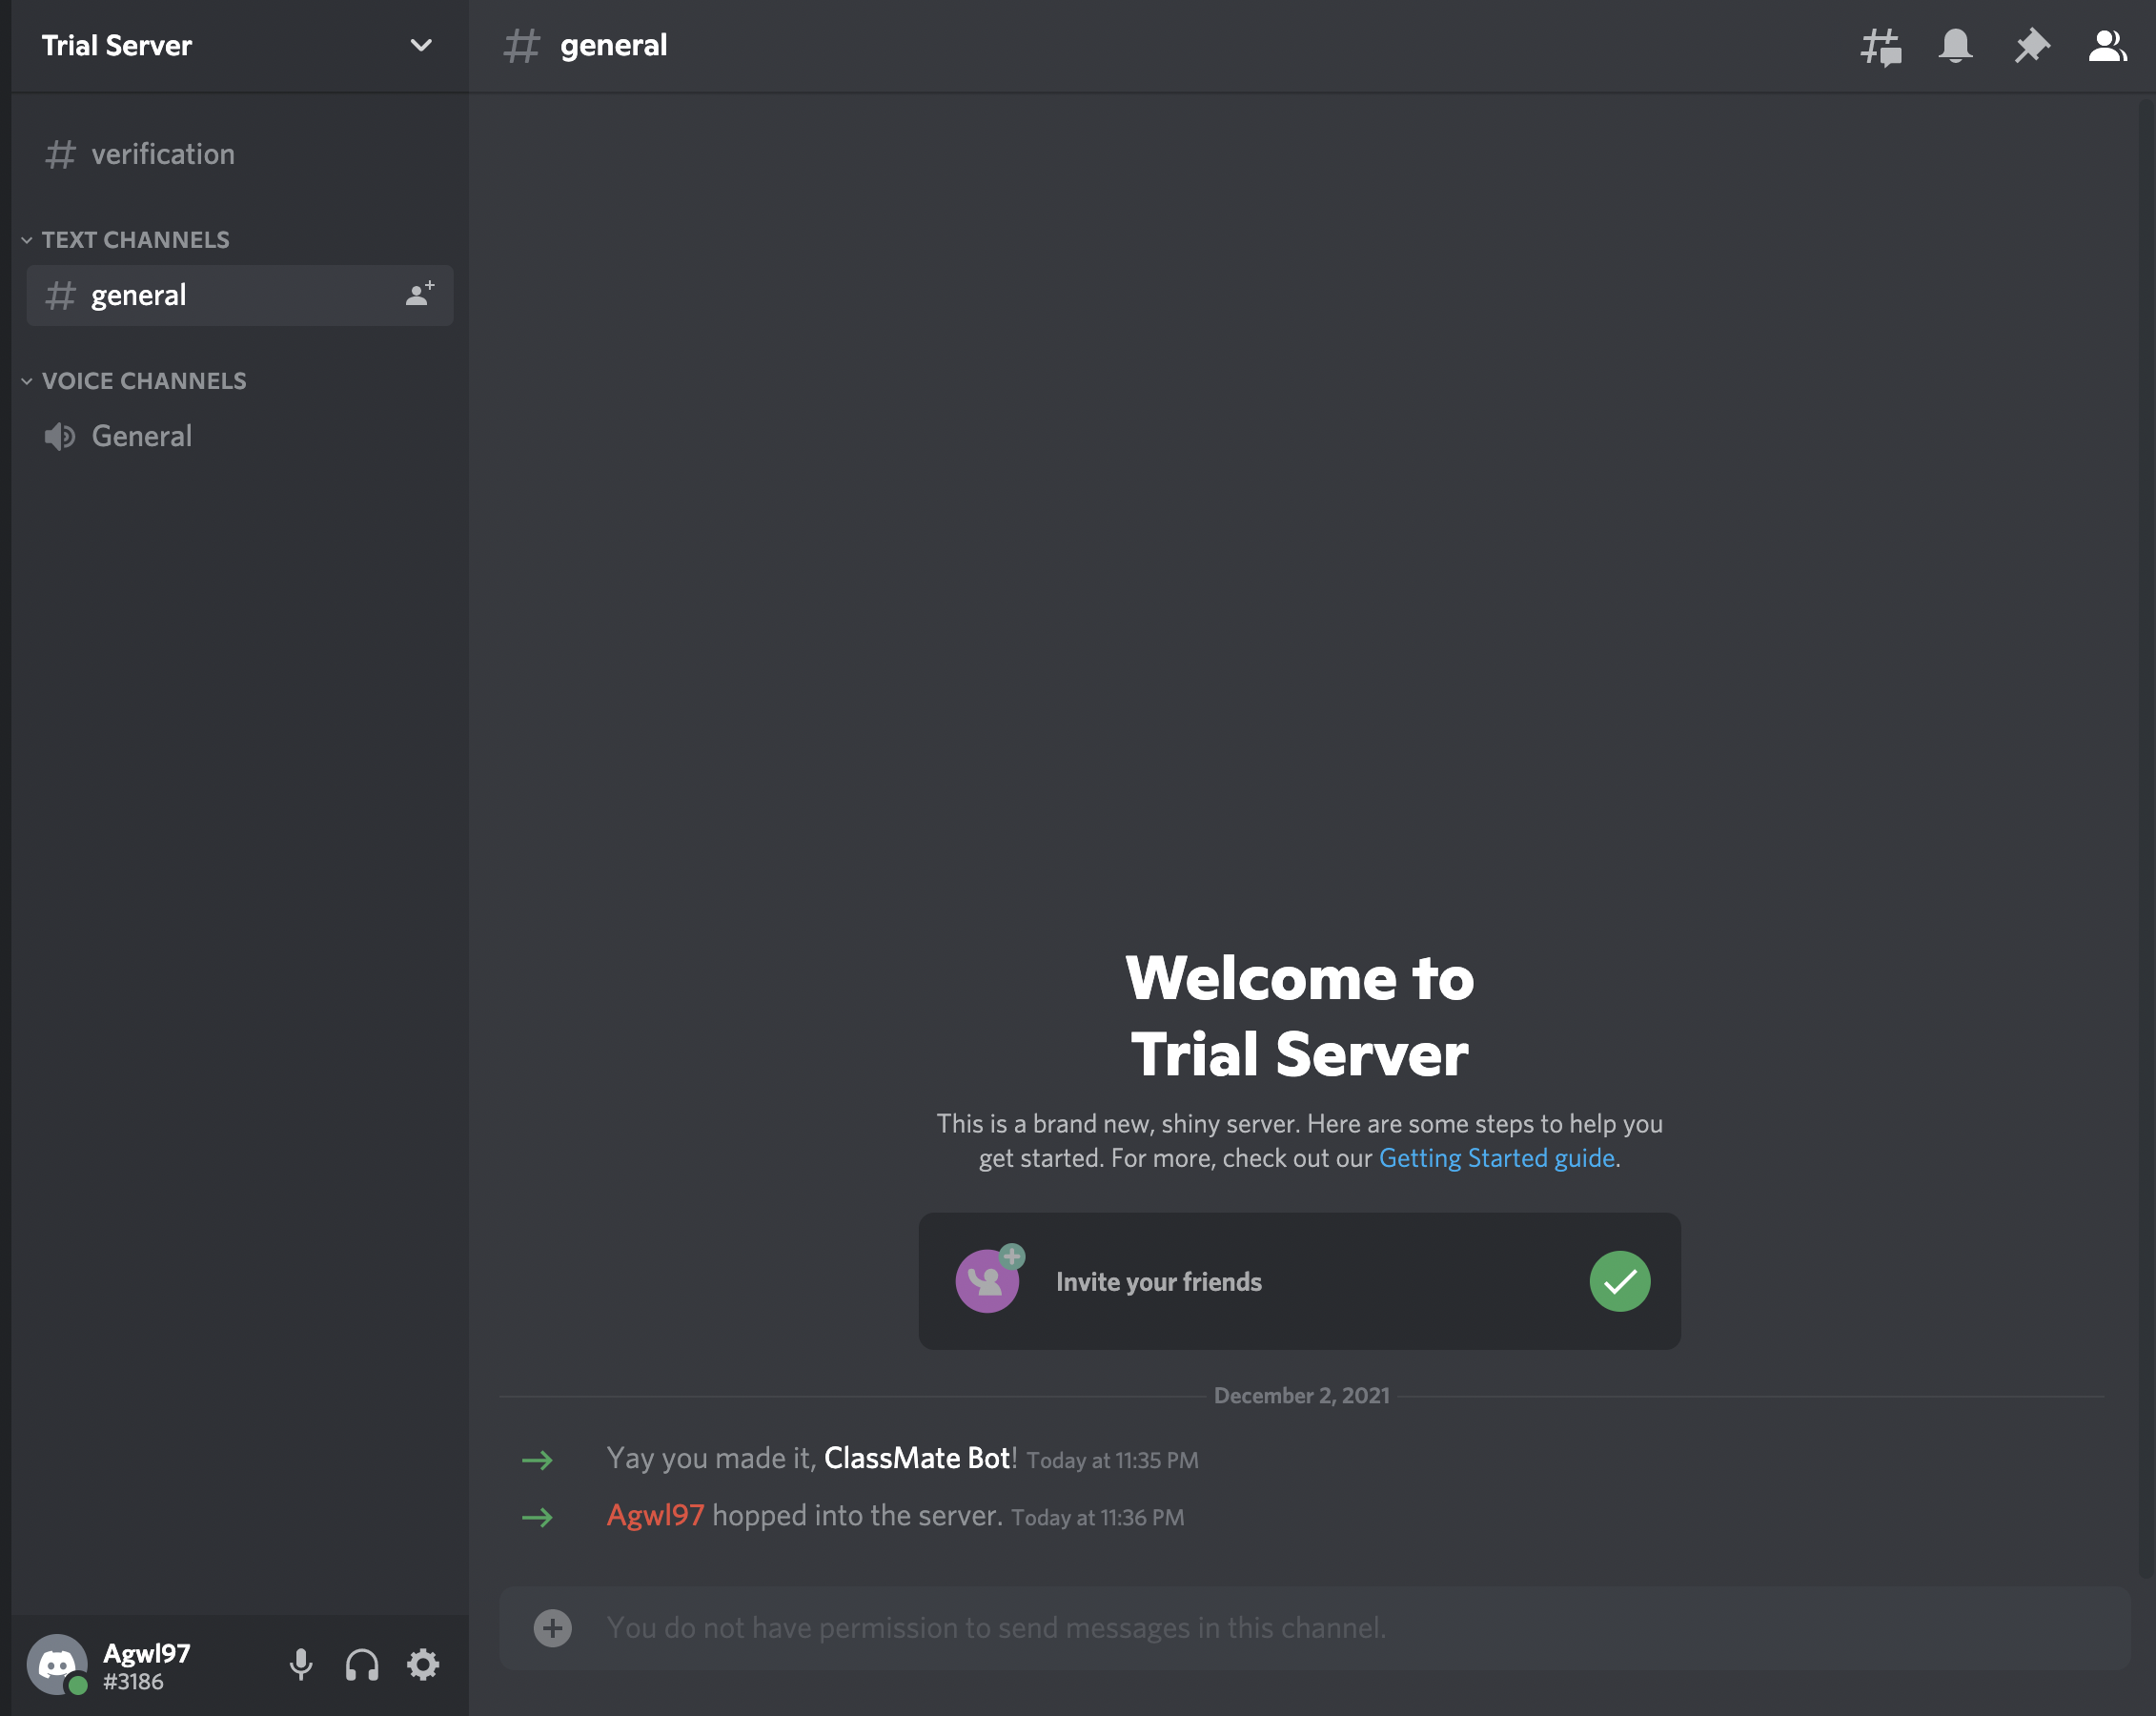 Trial Server
verification
TEXT CHANNELS
general
VOICE CHANNELS
General
Agwl97
#3186
general
Welcome to
Trial Server
This is a brand new, shiny server. Here are some steps to help you
get started. For more, check out our Getting Started guide.
Invite your friends
December 2, 2021
Yay you made it, ClassMate Bot! Today at 11:35 PM
Agwl97 hopped into the server. Today at 11:36 PM
You do not have permission to send messages in this channel.